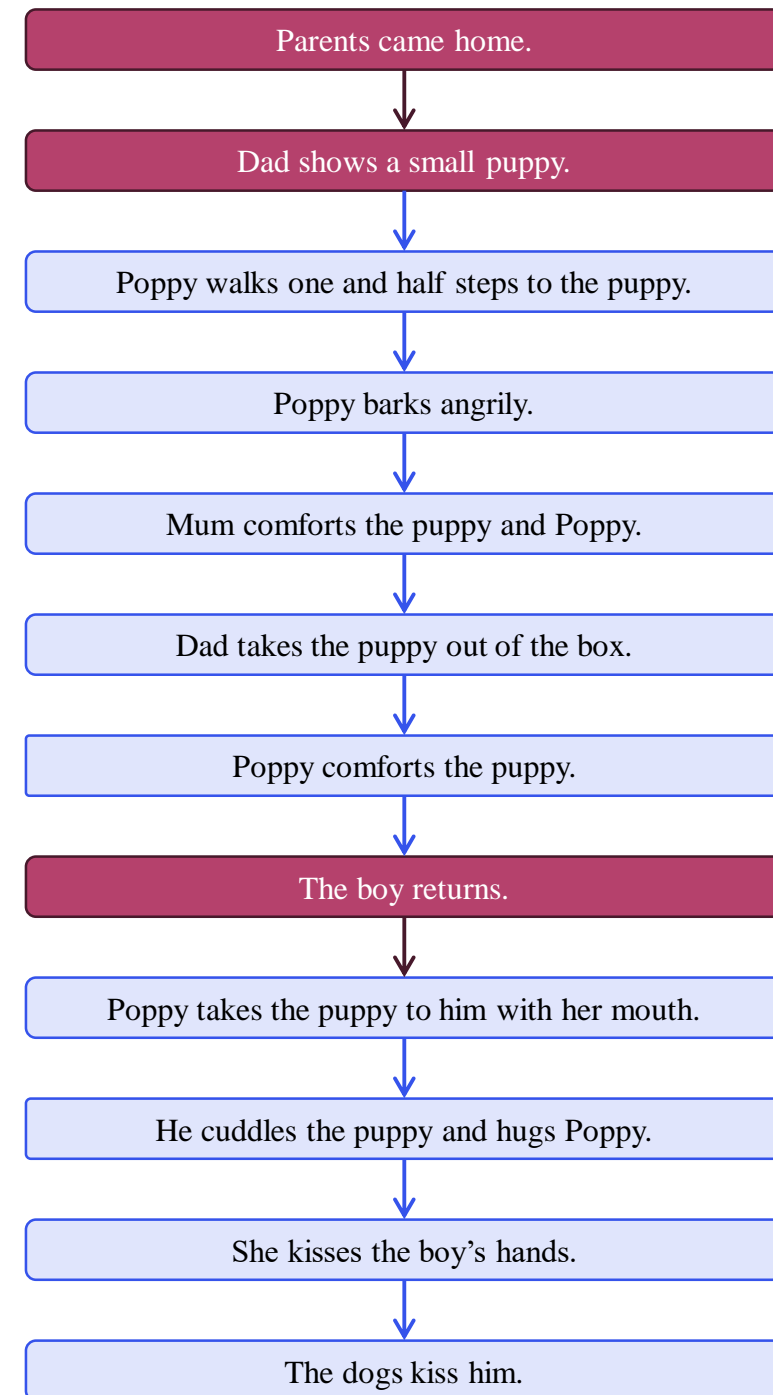 Parents came home.
Dad shows a small puppy.
Poppy walks one and half steps to the puppy.
Poppy barks angrily.
Mum comforts the puppy and Poppy.
Dad takes the puppy out of the box.
Poppy comforts the puppy.
The boy returns.
Poppy takes the puppy to him with her mouth.
He cuddles the puppy and hugs Poppy.
She kisses the boy’s hands.
The dogs kiss him.